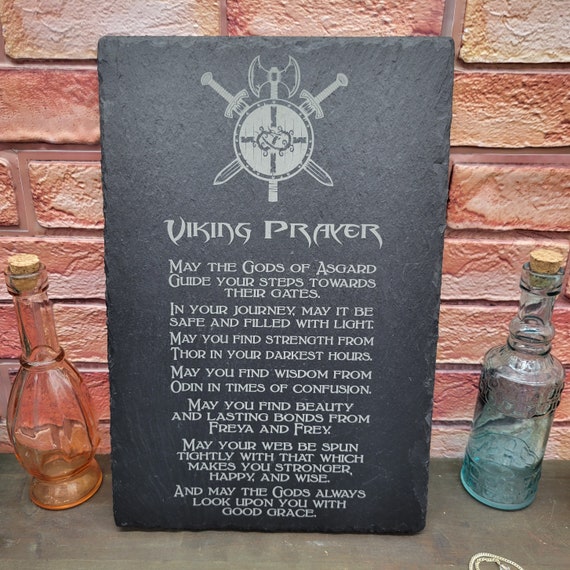 Viking Prayer
May the Gods of Asgard
Guide your steps towards
their gates.
In your journey, may it be
safe and filled with light.
May you find strength from
Thor in your darkest hours.
May you find wisdom from
Odin in times of confusion.
May you find beauty
and lasting bonds from
Freya and Frey.
May your web be spun
tightly with that which
makes you stronger,
happy, and wise.
And may the Gods always
look upon you with
good grace.